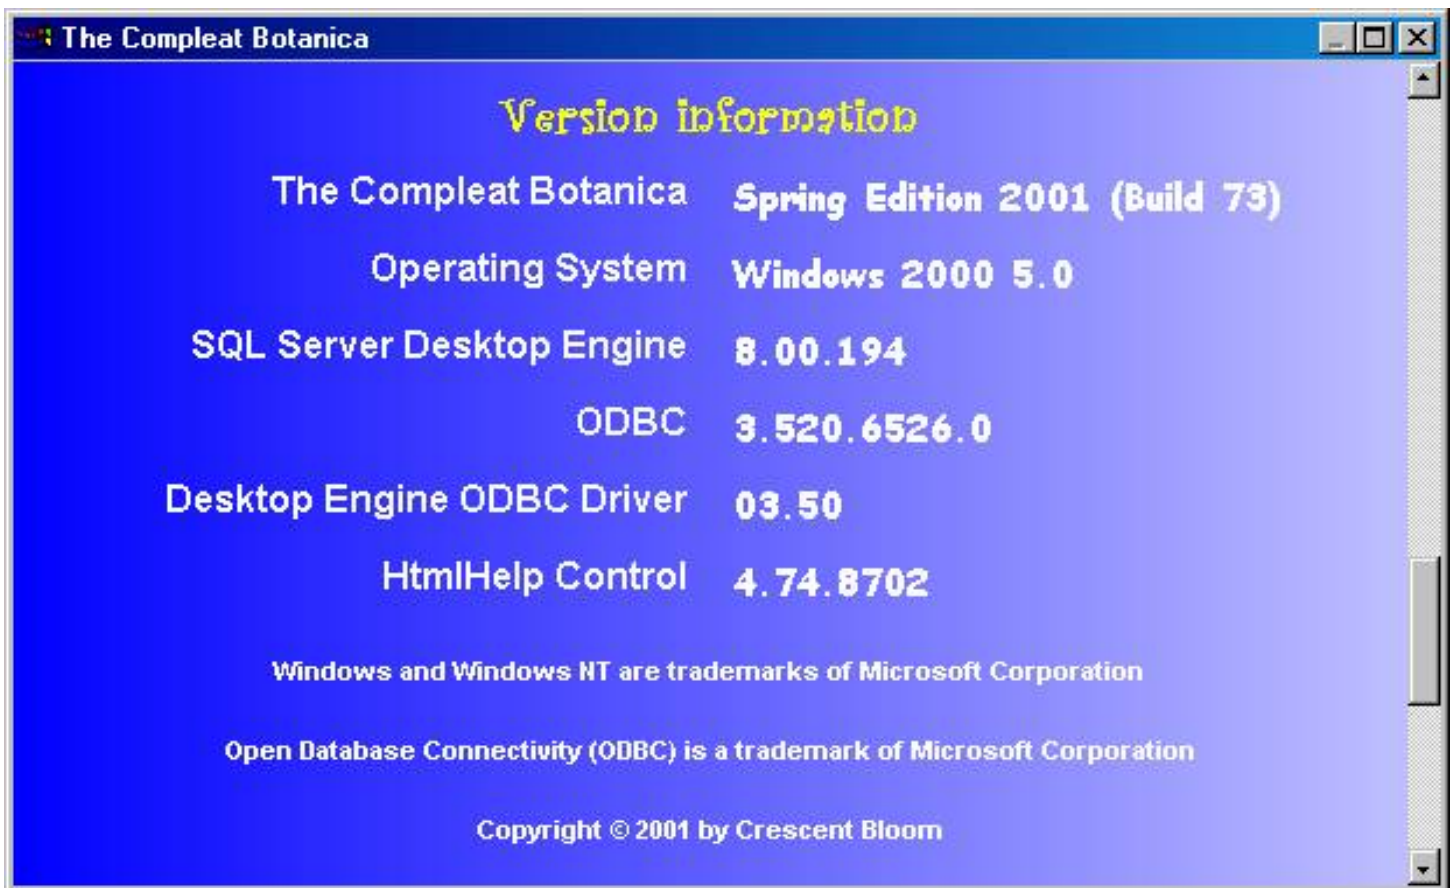 The Compleat Botanica
Version information
The Compleat Botanica Spring Edition 2001 (Build 73)
Operating System Windows 2000 5.0
SQL Server Desktop Engine 8.00.194
ODBC 3.520.6526.0
Desktop Engine ODBC Driver 03.50
HtmlHelp Control 4.74.8702
Windows and Windows NT are trademarks of Microsoft Corporation
Open Database Connectivity (ODBC) is a trademark of Microsoft Corporation
Copyright © 2001 by Crescent Bloom